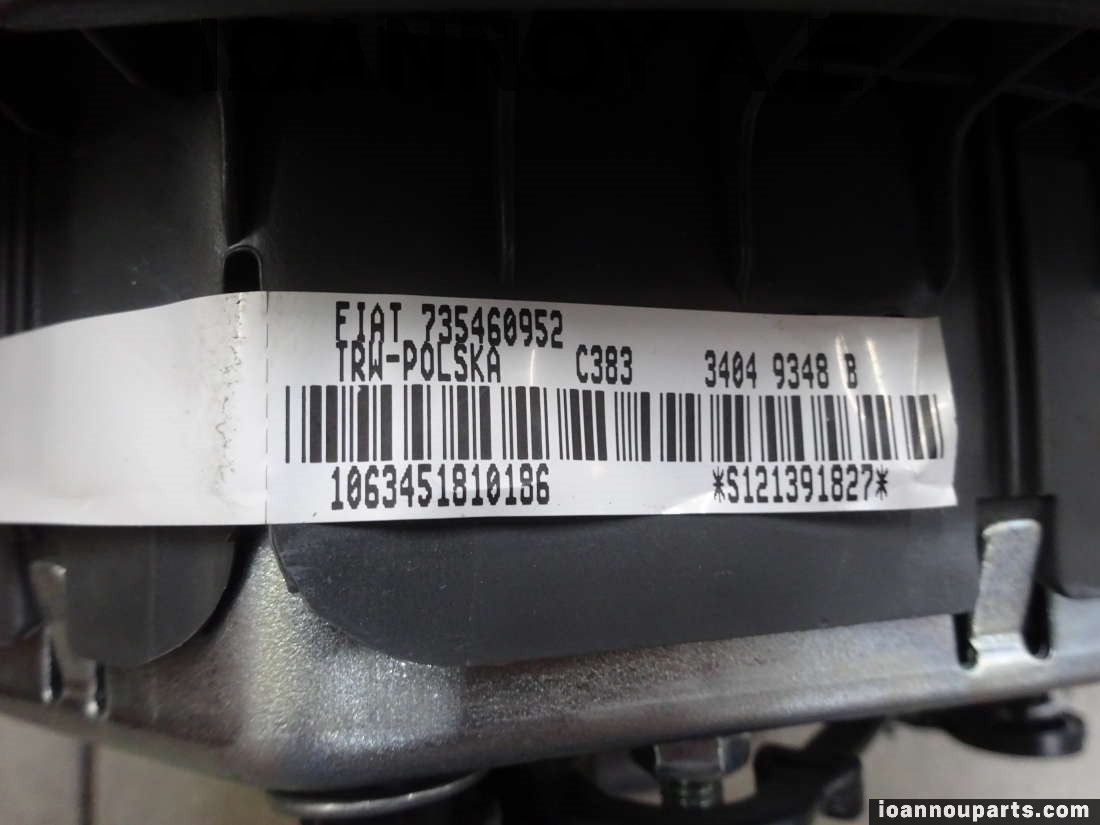 FIAT 735460952
TRW-POLSKA C383 3404 9348 B
1063451810186 *S121391827*
ioannouparts.com